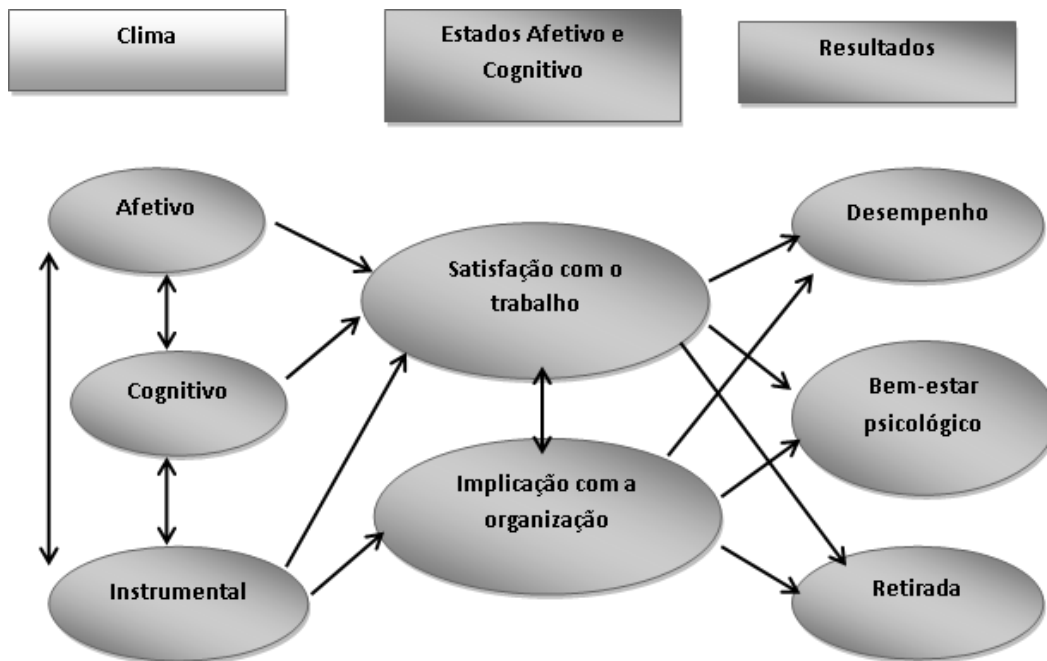 Clima
Estados Afetivo e
Cognitivo
Resultados
Afetivo
Cognitivo
Instrumental
Satisfação com o
trabalho
Implicação com a
organização
Desempenho
Bem-estar
psicológico
Retirada